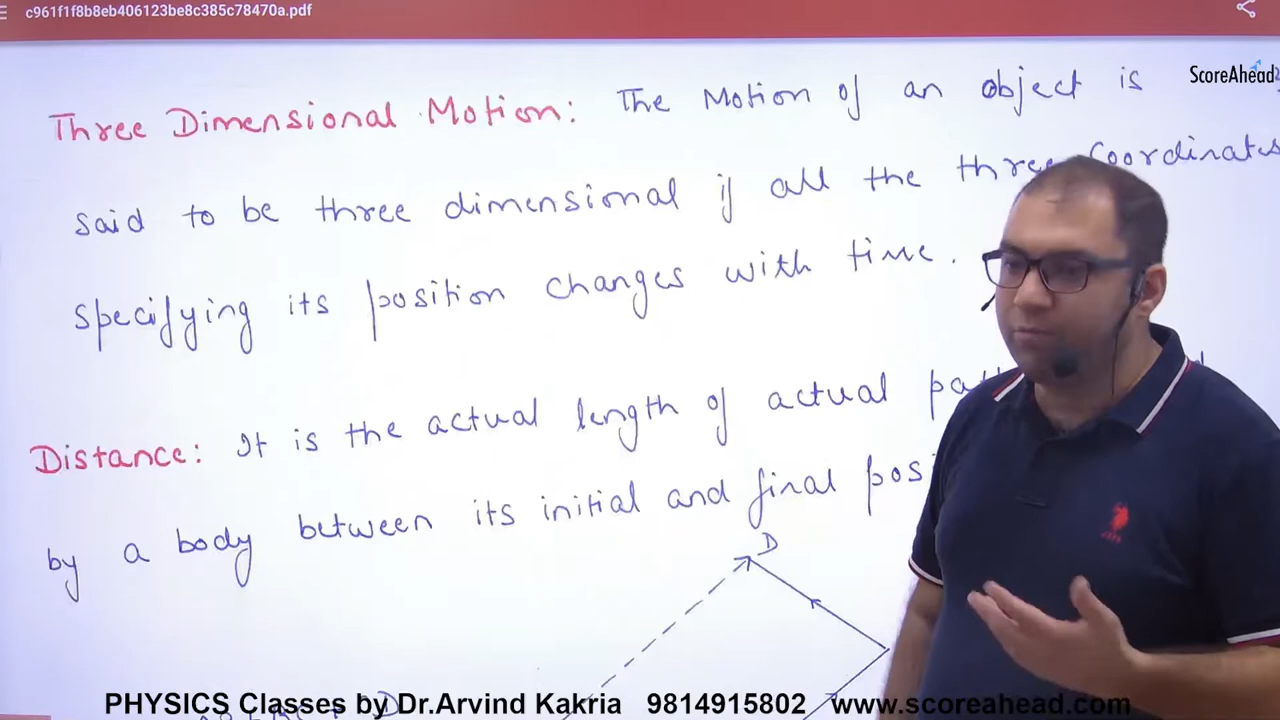 c961f1f8b8eb406123be8c385c78470a.pdf
ScoreAhead
Three Dimensional Motion: The Motion of an object is
said to be three dimensional if all the three Coordinates
specifying its position changes with time.
Distance: It is the actual length of actual
by a body between its initial and final
D
D
PHYSICS Classes by Dr.Arvind Kakria 9814915802 www.scoreahead.com